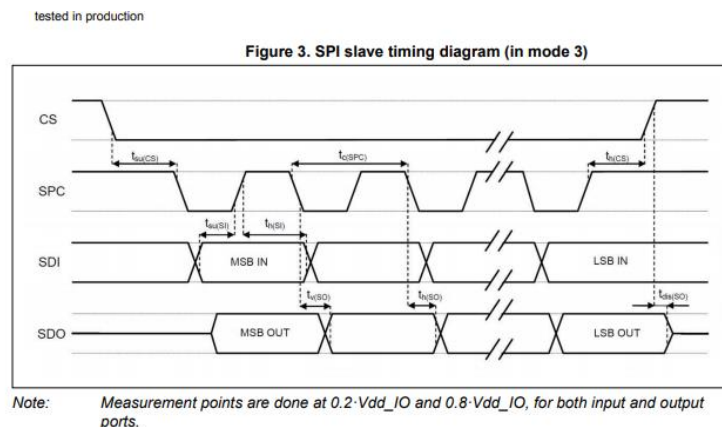 tested in production
Figure 3. SPI slave timing diagram (in mode 3)
CS
tsu(CS)
tc(SPC)
th(CS)
SPC
tsu(SI)
th(SI)
SDI
MSB IN
LSB IN
tv(SO)
th(SO)
tdis(SO)
SDO
MSB OUT
LSB OUT
Note: Measurement points are done at 0.2·Vdd_IO and 0.8·Vdd_IO, for both input and output
ports.